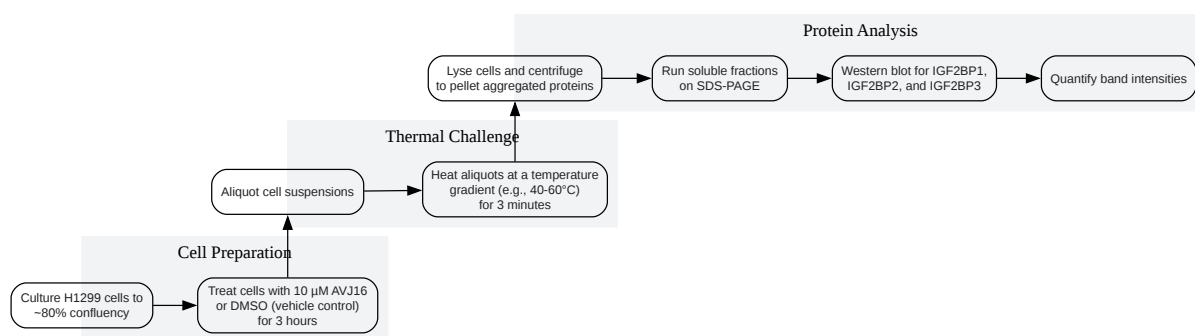 Protein Analysis
Lyse cells and centrifuge
to pellet aggregated proteins
Run soluble fractions
on SDS-PAGE
Western blot for IGF2BP1,
IGF2BP2, and IGF2BP3
Quantify band intensities
Thermal Challenge
Aliquot cell suspensions
Heat aliquots at a temperature
gradient (e.g., 40-60°C)
for 3 minutes
Cell Preparation
Culture H1299 cells to
~80% confluency
Treat cells with 10 µM AVJ16
or DMSO (vehicle control)
for 3 hours